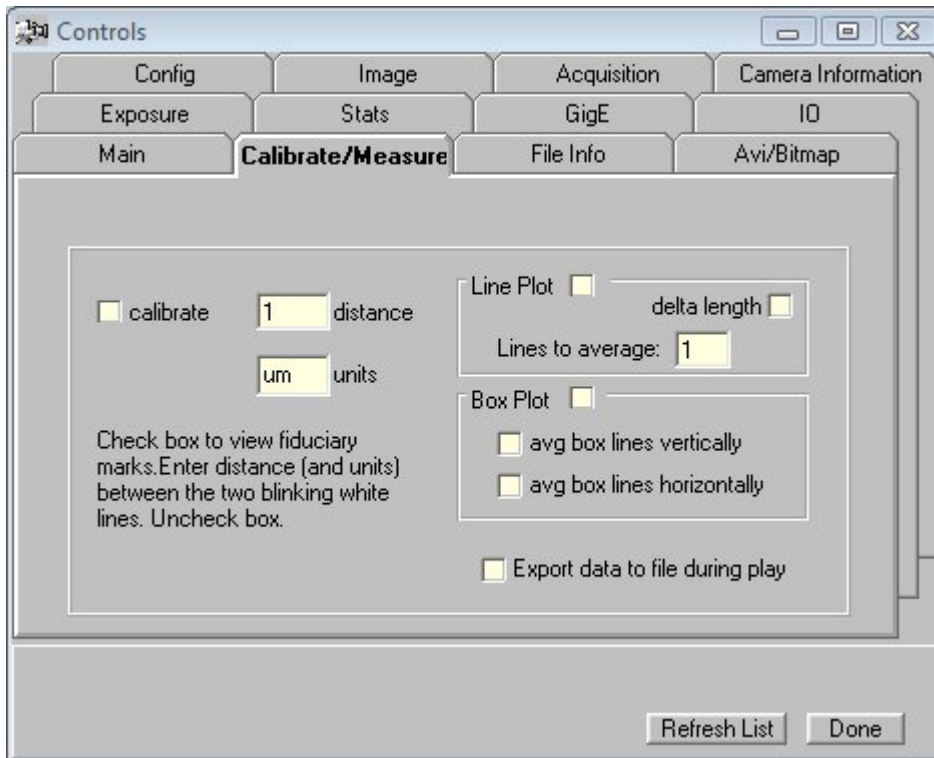 Controls
Config Image Acquisition Camera Information
Exposure Stats GigE IO
Main Calibrate/Measure File Info Avi/Bitmap
calibrate 1 distance
um units
Check box to view fiduciary
marks.Enter distance (and units)
between the two blinking white
lines. Uncheck box.
Line Plot
delta length
Lines to average: 1
Box Plot
avg box lines vertically
avg box lines horizontally
Export data to file during play
Refresh List Done